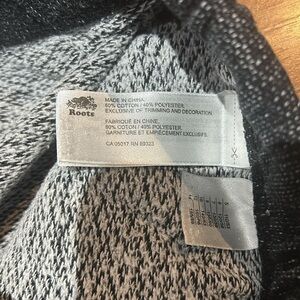 Roots
MADE IN CHINA
60% COTTON / 40% POLYESTER,
EXCLUSIVE OF TRIMMING AND DECORATION.
FABRIQUÉ EN CHINE.
60% COTON / 40% POLYESTER,
GARNITURE ET EMPIÈCEMENT EXCLUSIFS.
CA 05017 RN 89323